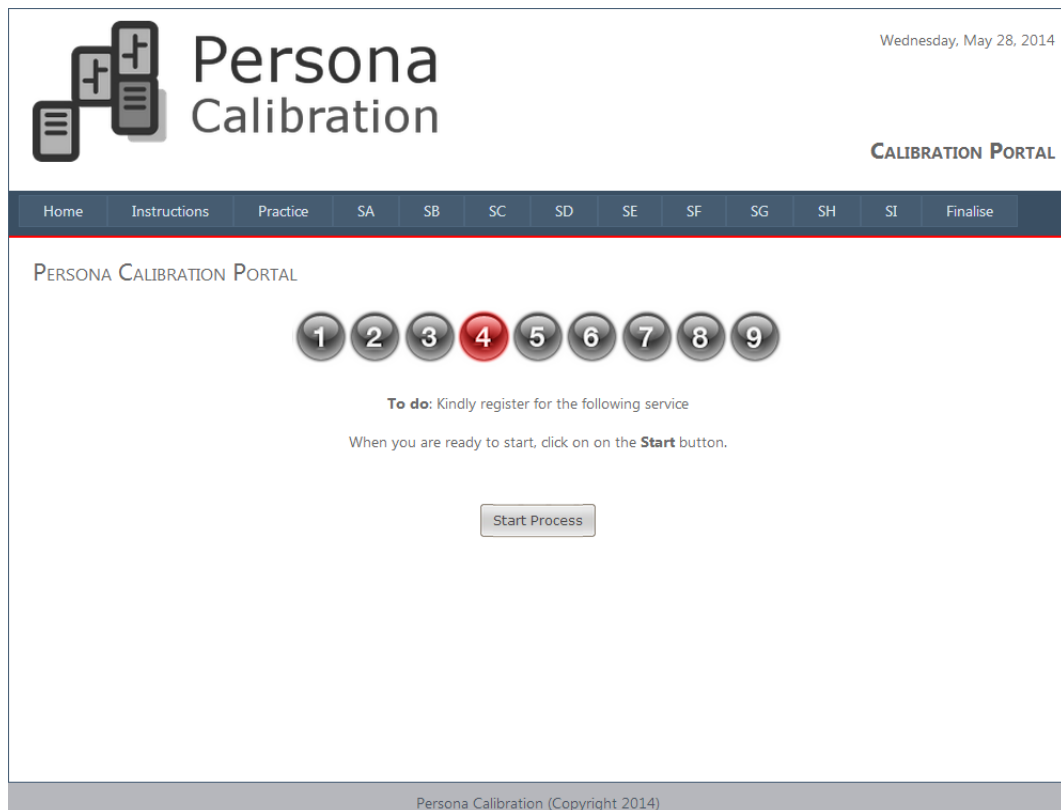 Persona
Calibration
Wednesday, May 28, 2014
CALIBRATION PORTAL
Home Instructions Practice SA SB SC SD SE SF SG SH SI Finalise
PERSONA CALIBRATION PORTAL
1 2 3 4 5 6 7 8 9
To do: Kindly register for the following service
When you are ready to start, click on on the Start button.
Start Process
Persona Calibration (Copyright 2014)